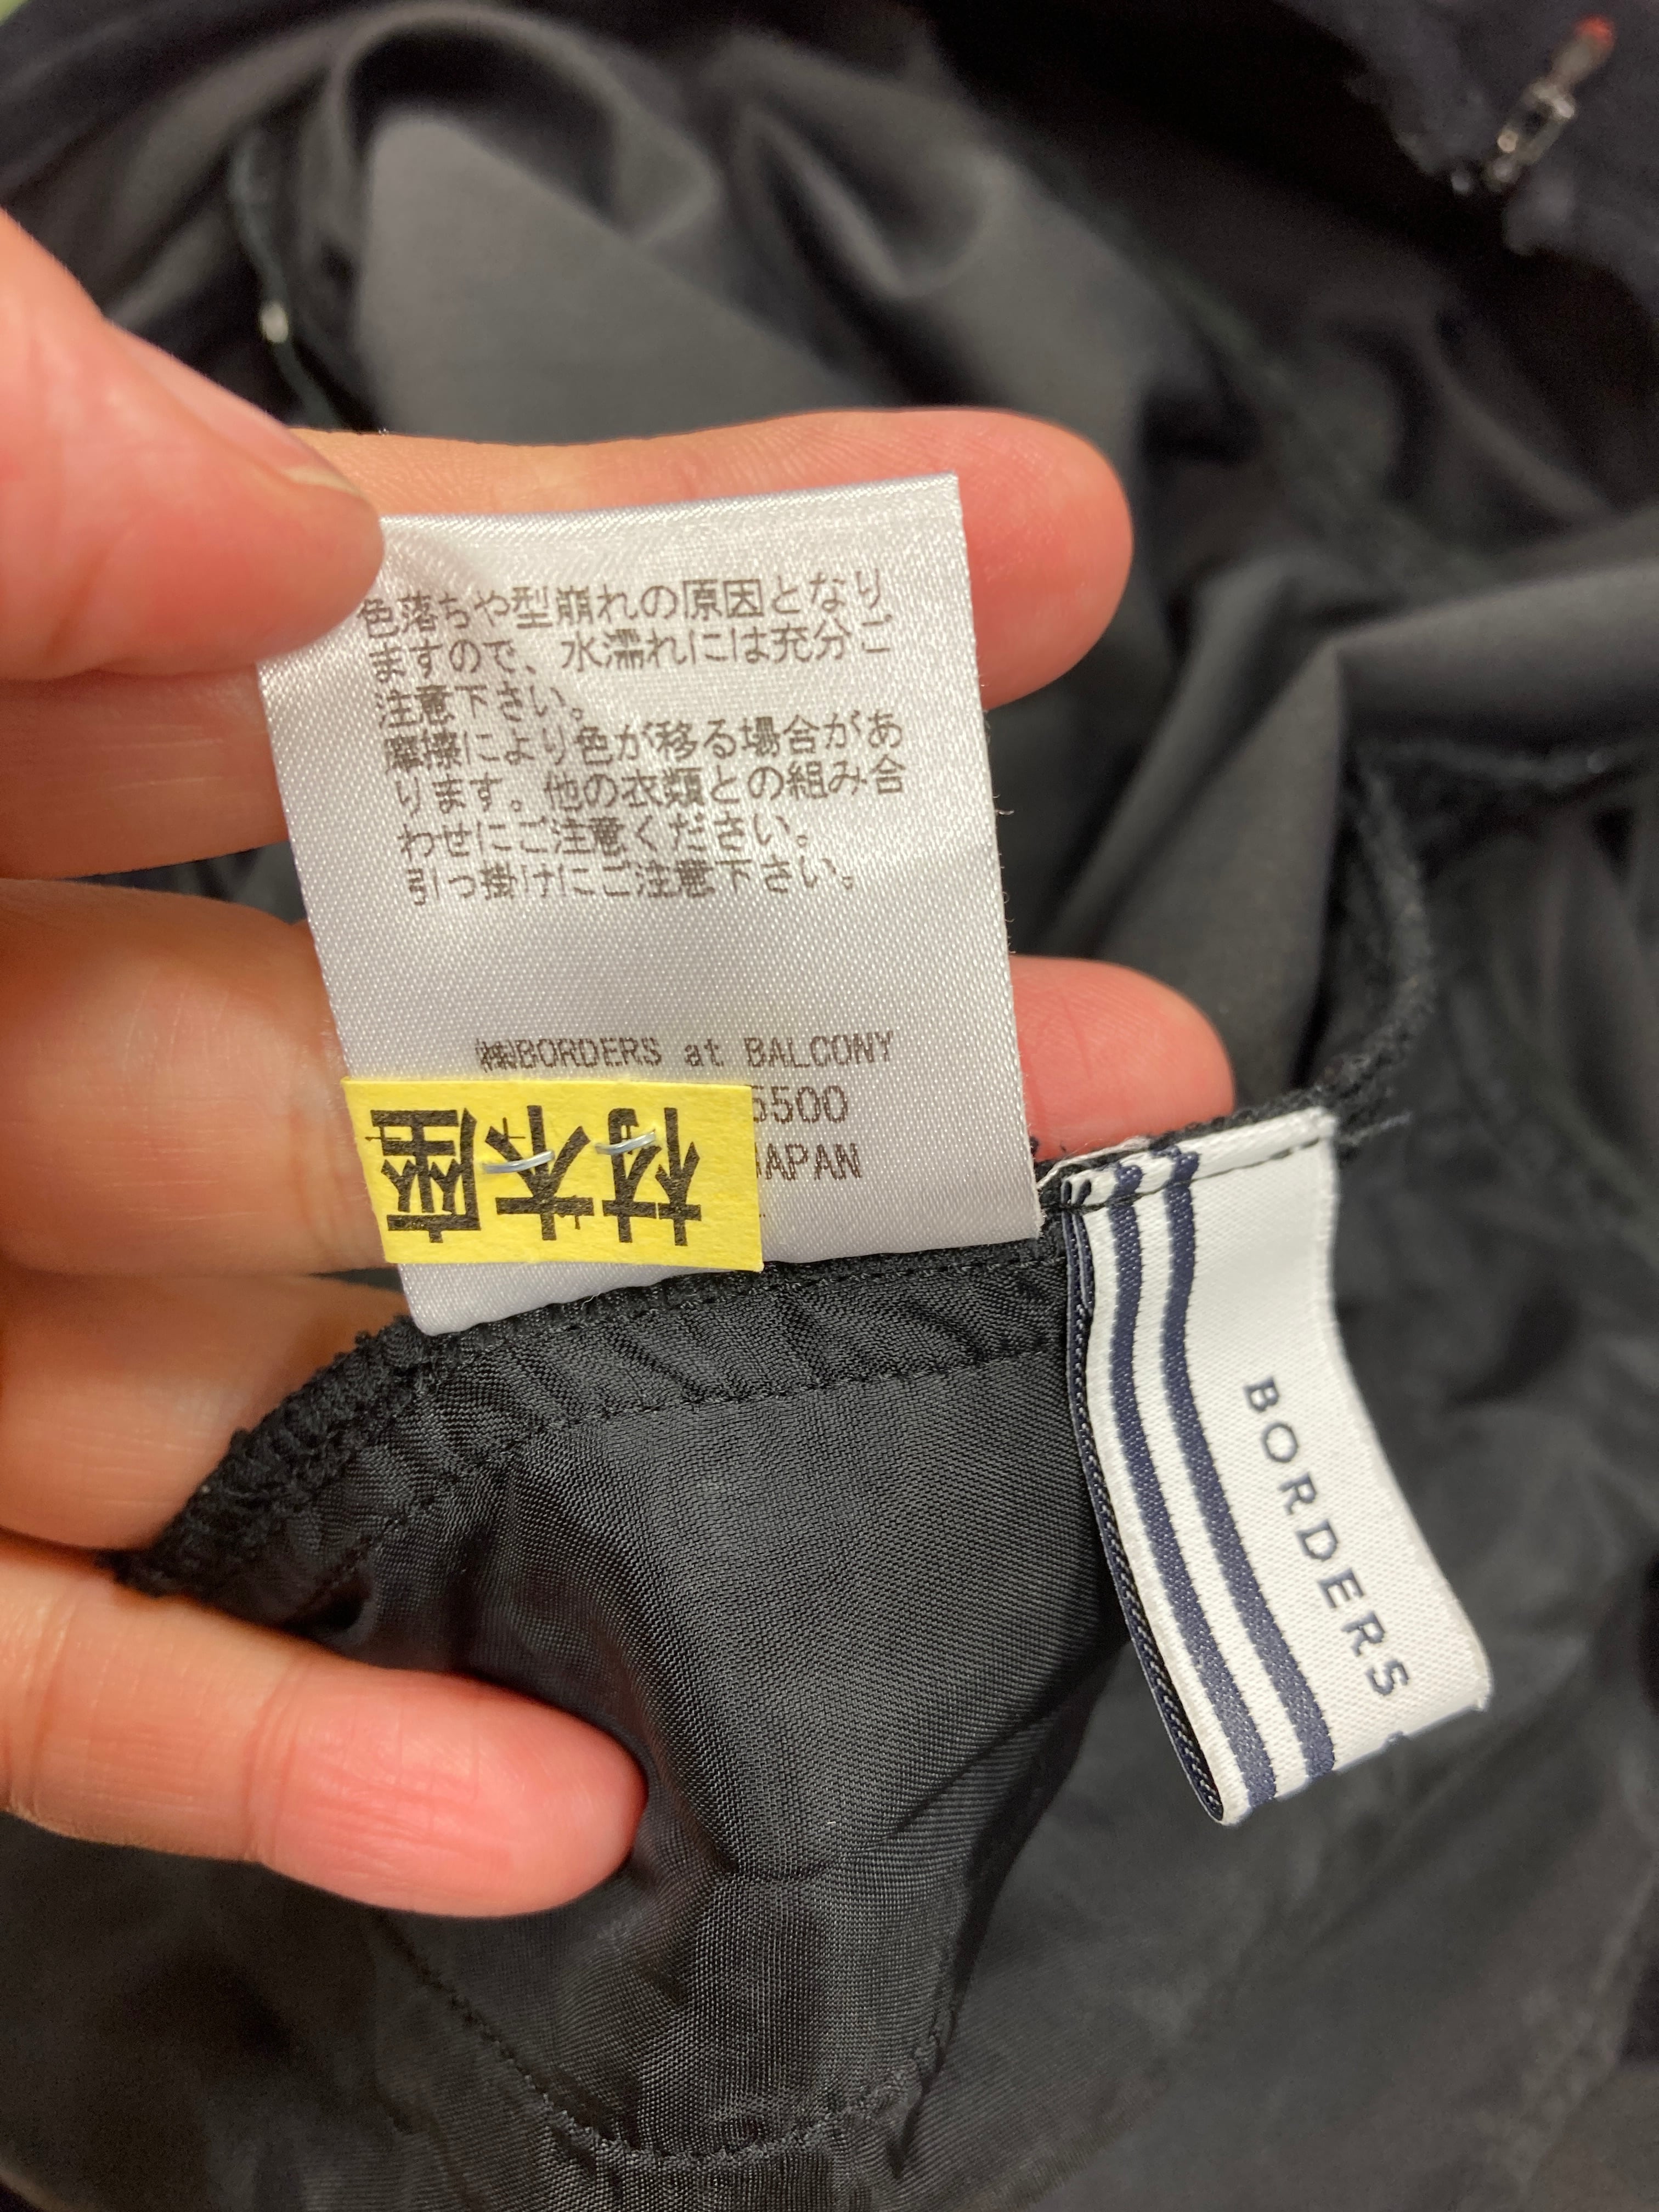 色落ちや型崩れの原因となり
ますので、水濡れには充分ご
注意下さい。
摩擦により色が移る場合があ
ります。他の衣類との組み合
わせにご注意ください。
引っ掛けにご注意下さい。
㈱BORDERS at BALCONY
5500
JAPAN
材木座
BORDERS